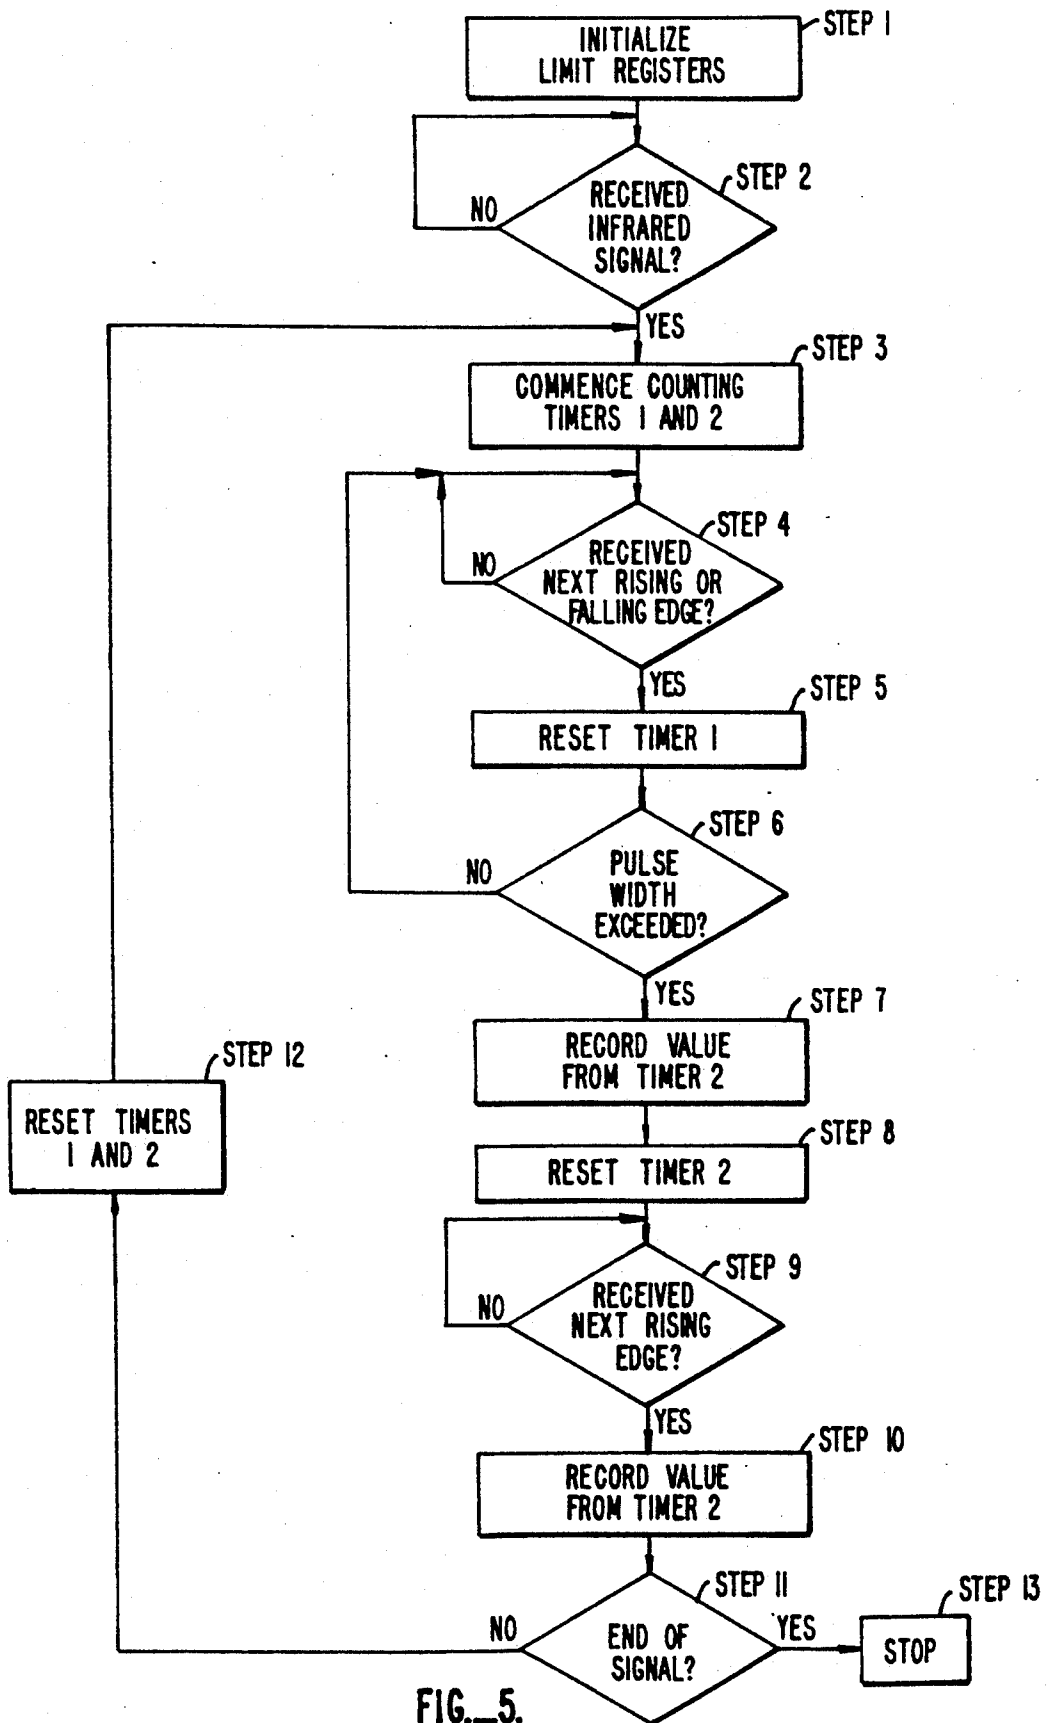 STEP 1
INITIALIZE
LIMIT REGISTERS
STEP 2
RECEIVED
INFRARED
SIGNAL?
NO
YES
STEP 3
COMMENCE COUNTING
TIMERS 1 AND 2
STEP 4
RECEIVED
NEXT RISING OR
FALLING EDGE?
NO
YES
STEP 5
RESET TIMER 1
STEP 6
PULSE
WIDTH
EXCEEDED?
NO
YES
STEP 7
RECORD VALUE
FROM TIMER 2
STEP 8
RESET TIMER 2
STEP 9
RECEIVED
NEXT RISING
EDGE?
NO
YES
STEP 10
RECORD VALUE
FROM TIMER 2
STEP 11
END OF
SIGNAL?
NO
YES
STEP 12
RESET TIMERS
1 AND 2
STEP 13
STOP
FIG._5.